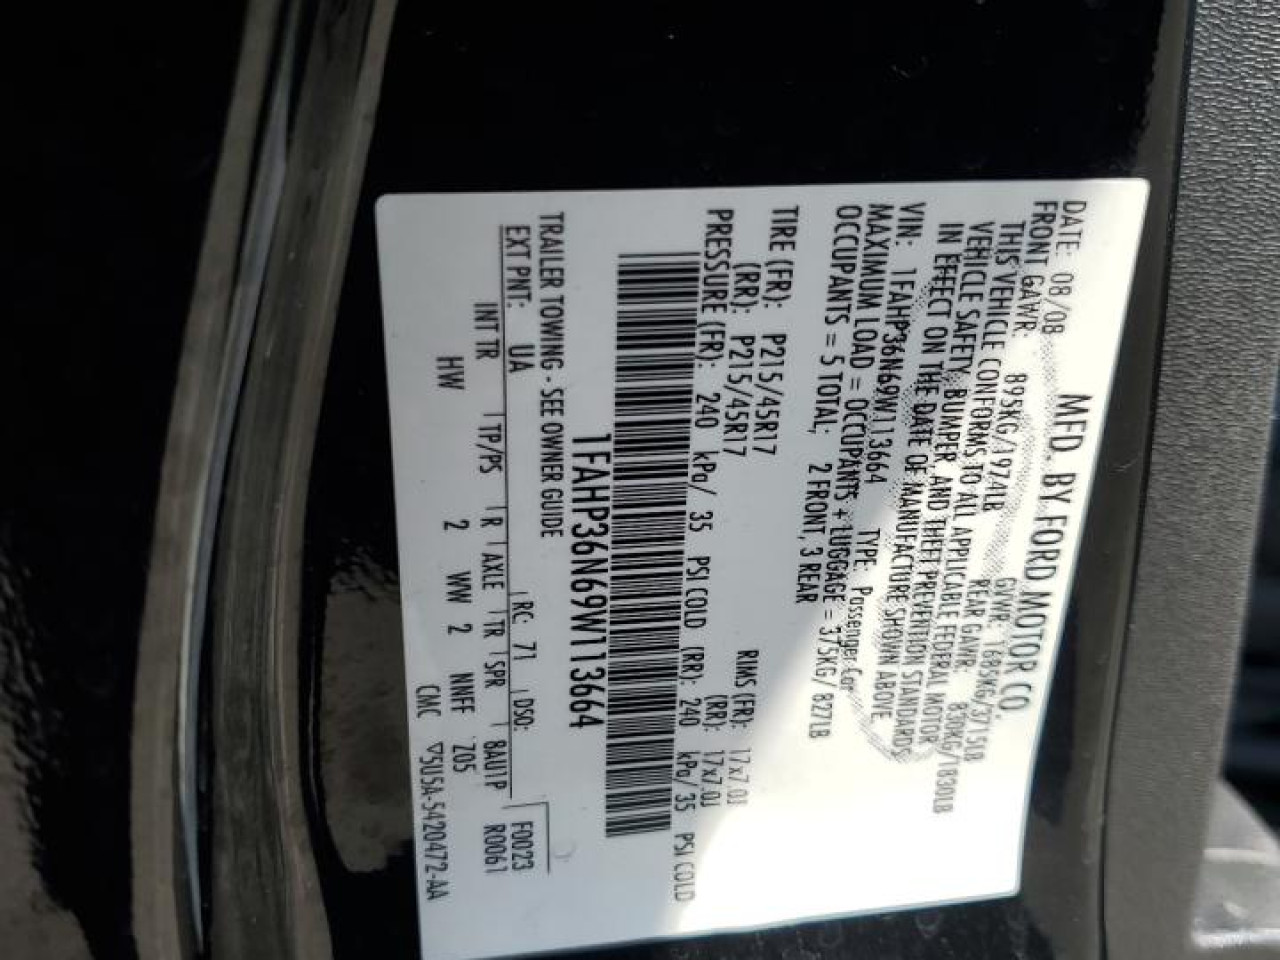 MFD. BY FORD MOTOR CO.
DATE: 08/08 GVWR: 1685KG/3715LB
FRONT GAWR: 895KG/1974LB REAR GAWR: 830KG/1830LB
THIS VEHICLE CONFORMS TO ALL APPLICABLE FEDERAL MOTOR
VEHICLE SAFETY, BUMPER, AND THEFT PREVENTION STANDARDS
IN EFFECT ON THE DATE OF MANUFACTURE SHOWN ABOVE
VIN: 1FAHP36N69W113664 TYPE: Passenger Car
MAXIMUM LOAD = OCCUPANTS + LUGGAGE = 375KG/ 827LB
OCCUPANTS = 5 TOTAL; 2 FRONT, 3 REAR
TIRE (FR): P215/45R17 RIMS (FR): 17x7.0J
(RR): P215/45R17 (RR): 17x7.0J
PRESSURE (FR): 240 kPa/ 35 PSI COLD (RR): 240 kPa/ 35 PSI COLD
1FAHP36N69W113664
TRAILER TOWING - SEE OWNER GUIDE
EXT PNT: UA RC: 71 DSO: F0023
R0061
INT TR TP/PS R AXLE TR SPR 8AU1P
HW 2 WW 2 NNFF 705
CMC ▽5U5A-5420472-AA